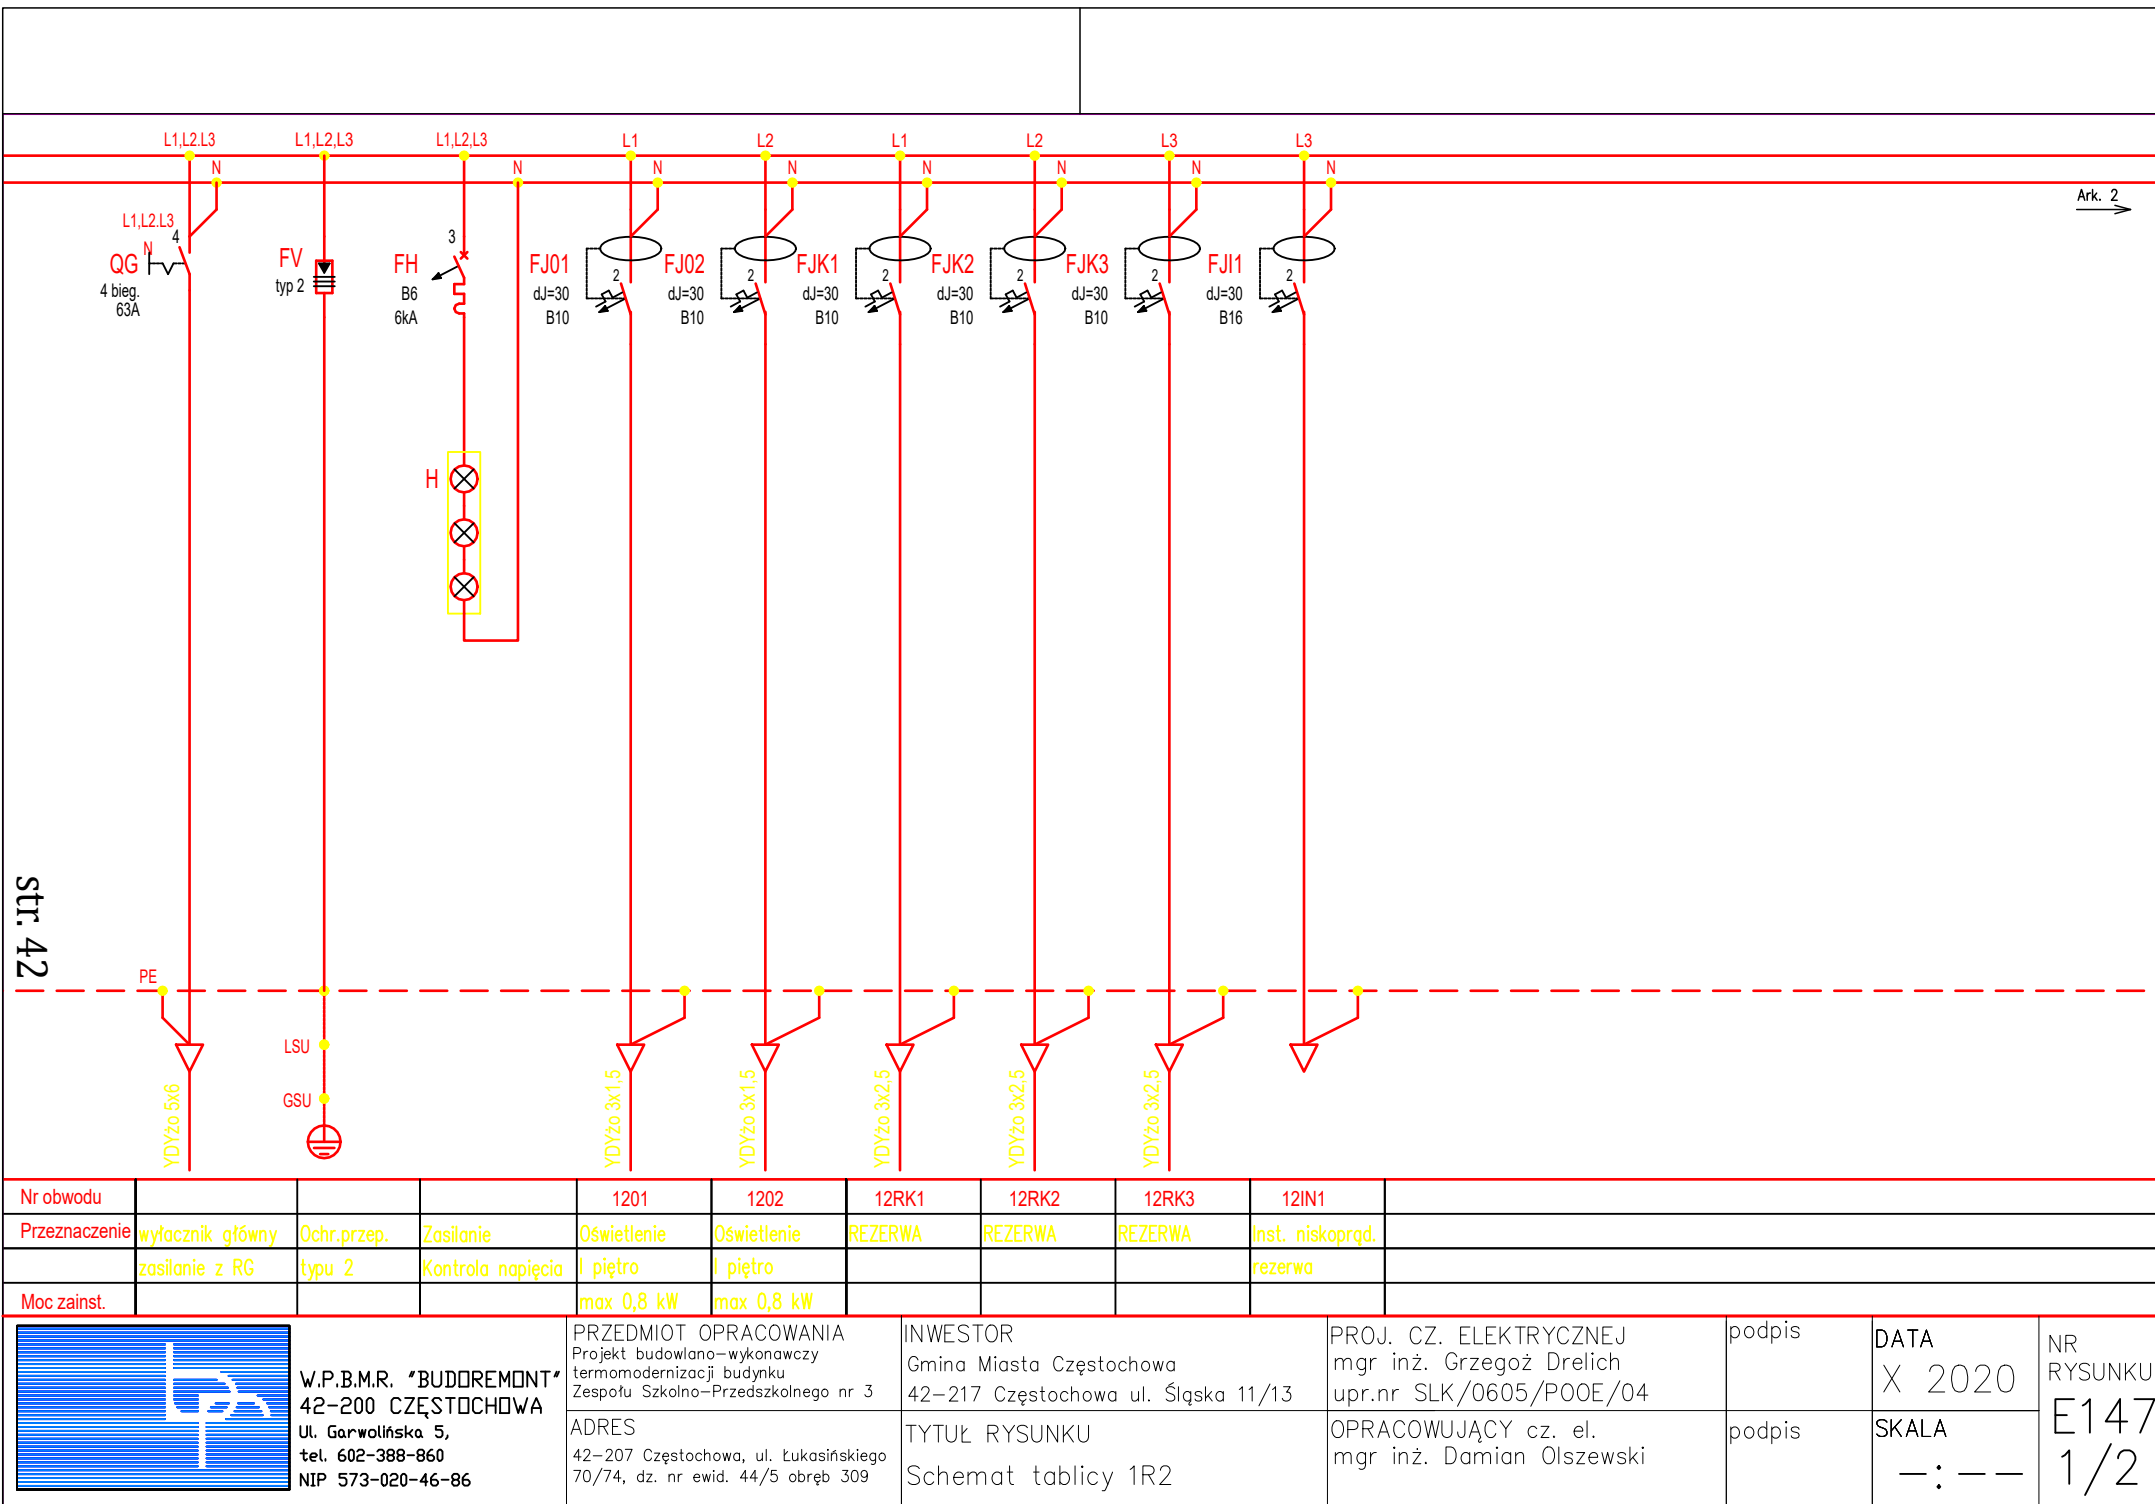 L1,L2.L3
L1,L2,L3
L1,L2,L3
L1
L2
L1
L2
L3
L3
N
N
N
N
N
N
N
N
Ark. 2
L1,L2.L3
N
4
QG
4 bieg.
63A
FV
typ 2
3
FH
B6
6kA
FJ01
dJ=30
B10
2
FJ02
dJ=30
B10
2
FJK1
dJ=30
B10
2
FJK2
dJ=30
B10
2
FJK3
dJ=30
B10
2
FJI1
dJ=30
B16
2
H
str. 42
PE
LSU
GSU
YDYżo 5x6
YDYżo 3x1,5
YDYżo 3x1,5
YDYżo 3x2,5
YDYżo 3x2,5
YDYżo 3x2,5
Nr obwodu 1201 1202 12RK1 12RK2 12RK3 12IN1
Przeznaczenie wyłacznik główny Ochr.przep. Zasilanie Oświetlenie Oświetlenie REZERWA REZERWA REZERWA Inst. niskoprąd.
zasilanie z RG typu 2 Kontrola napięcia I piętro I piętro rezerwa
Moc zainst. max 0,8 kW max 0,8 kW
W.P.B.M.R. "BUDOREMONT"
42-200 CZĘSTOCHOWA
Ul. Garwolińska 5,
tel. 602-388-860
NIP 573-020-46-86
PRZEDMIOT OPRACOWANIA
Projekt budowlano-wykonawczy
termomodernizacji budynku
Zespołu Szkolno-Przedszkolnego nr 3
ADRES
42-207 Częstochowa, ul. Łukasińskiego
70/74, dz. nr ewid. 44/5 obręb 309
INWESTOR
Gmina Miasta Częstochowa
42-217 Częstochowa ul. Śląska 11/13
TYTUŁ RYSUNKU
Schemat tablicy 1R2
PROJ. CZ. ELEKTRYCZNEJ
mgr inż. Grzegoż Drelich
upr.nr SLK/0605/POOE/04
OPRACOWUJĄCY cz. el.
mgr inż. Damian Olszewski
podpis
podpis
DATA
X 2020
SKALA
-:--
NR
RYSUNKU
E147
1/2